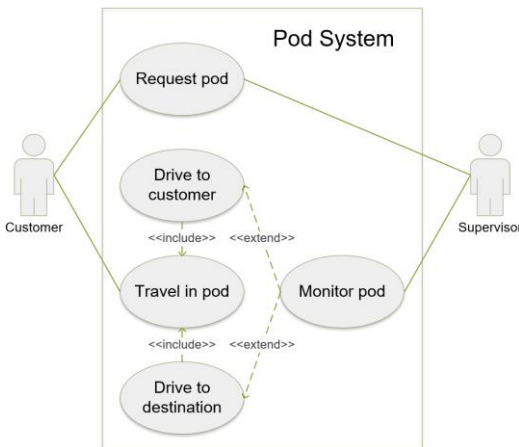 Pod System
Request pod
Drive to
customer
Customer
Supervisor
<<include>>
<<extend>>
Travel in pod
Monitor pod
<<include>>
<<extend>>
Drive to
destination